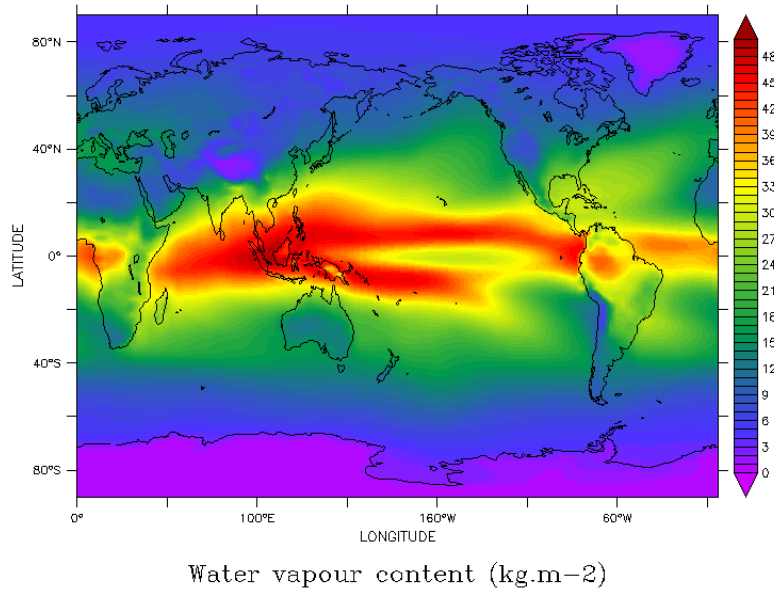 80°N
40°N
0°
40°S
80°S
LATITUDE
0°
100°E
160°W
60°W
LONGITUDE
48
45
42
39
36
33
30
27
24
21
18
15
12
9
6
3
0
Water vapour content (kg.m−2)